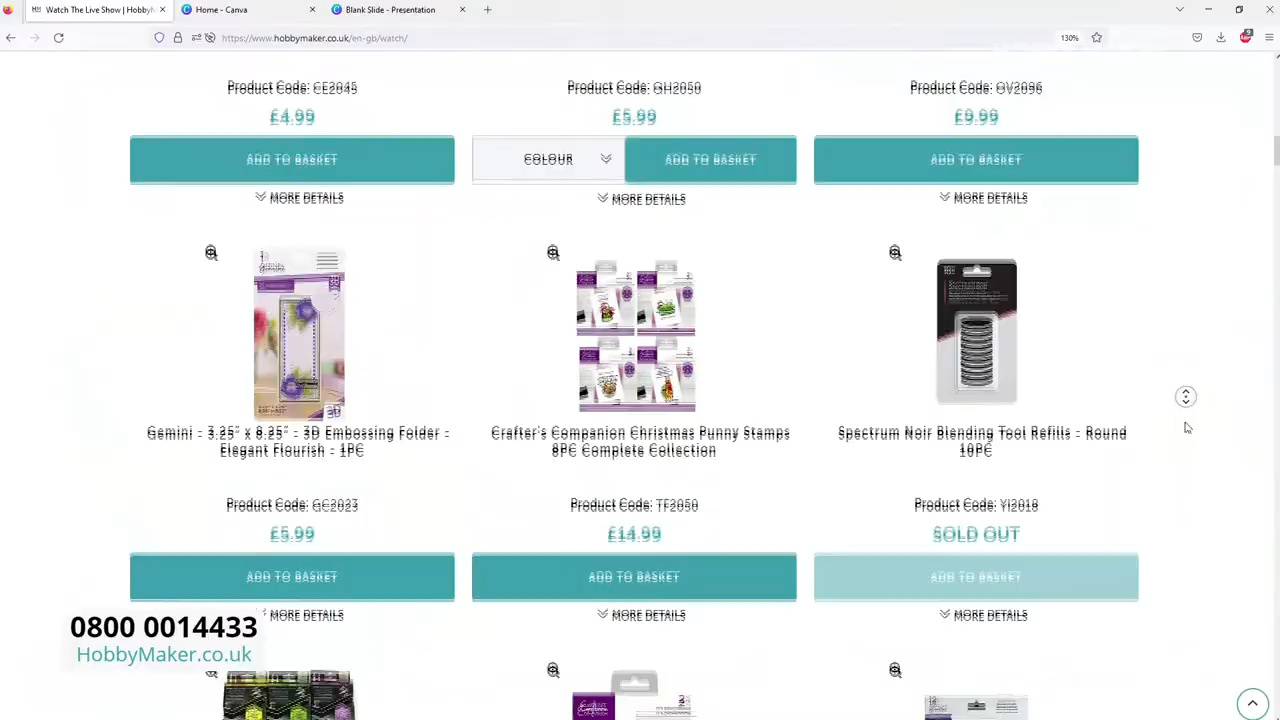 Watch The Live Show | HobbyM
Home - Canva
Blank Slide - Presentation
https://www.hobbymaker.co.uk/en-gb/watch/
130%
Product Code: CE2045
Product Code: GH2050
Product Code: OV2096
£4.99
£5.99
£9.99
ADD TO BASKET
COLOUR
ADD TO BASKET
ADD TO BASKET
MORE DETAILS
MORE DETAILS
MORE DETAILS
Gemini - 3.25” x 8.25” - 3D Embossing Folder -
Elegant Flourish - 1PC
Crafter's Companion Christmas Punny Stamps
8PC Complete Collection
Spectrum Noir Blending Tool Refills - Round
10PC
Product Code: GC2023
Product Code: TF2050
Product Code: YI2018
£5.99
£14.99
SOLD OUT
ADD TO BASKET
ADD TO BASKET
ADD TO BASKET
MORE DETAILS
MORE DETAILS
MORE DETAILS
0800 0014433
HobbyMaker.co.uk